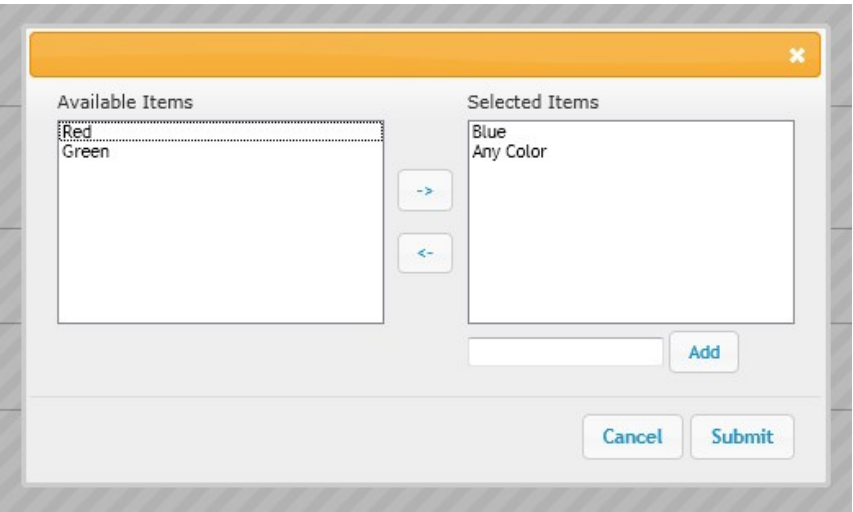 Available Items
Selected Items
Red
Green
Blue
Any Color
->
<-
Add
Cancel
Submit